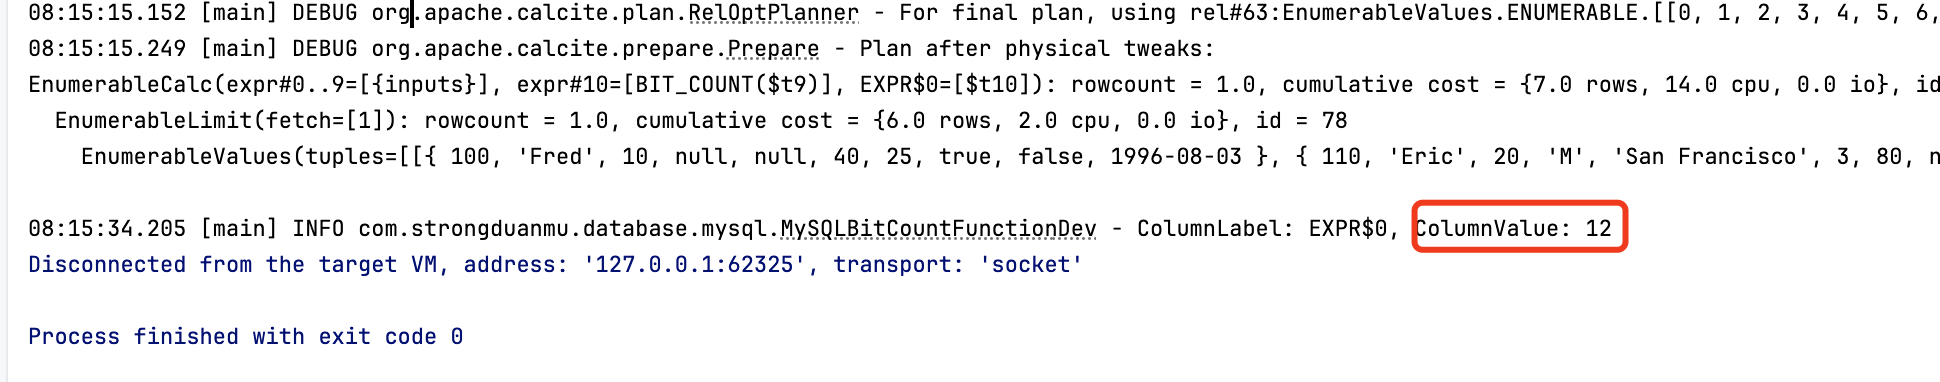 08:15:15.152 [main] DEBUG org.apache.calcite.plan.RelOptPlanner - For final plan, using rel#63:EnumerableValues.ENUMERABLE.[[0, 1, 2, 3, 4, 5, 6,
08:15:15.249 [main] DEBUG org.apache.calcite.prepare.Prepare - Plan after physical tweaks:
EnumerableCalc(expr#0..9=[{inputs}], expr#10=[BIT_COUNT($t9)], EXPR$0=[$t10]): rowcount = 1.0, cumulative cost = {7.0 rows, 14.0 cpu, 0.0 io}, id
  EnumerableLimit(fetch=[1]): rowcount = 1.0, cumulative cost = {6.0 rows, 2.0 cpu, 0.0 io}, id = 78
    EnumerableValues(tuples=[[{ 100, 'Fred', 10, null, null, 40, 25, true, false, 1996-08-03 }, { 110, 'Eric', 20, 'M', 'San Francisco', 3, 80, n
08:15:34.205 [main] INFO com.strongduanmu.database.mysql.MySQLBitCountFunctionDev - ColumnLabel: EXPR$0, ColumnValue: 12
Disconnected from the target VM, address: '127.0.0.1:62325', transport: 'socket'
Process finished with exit code 0